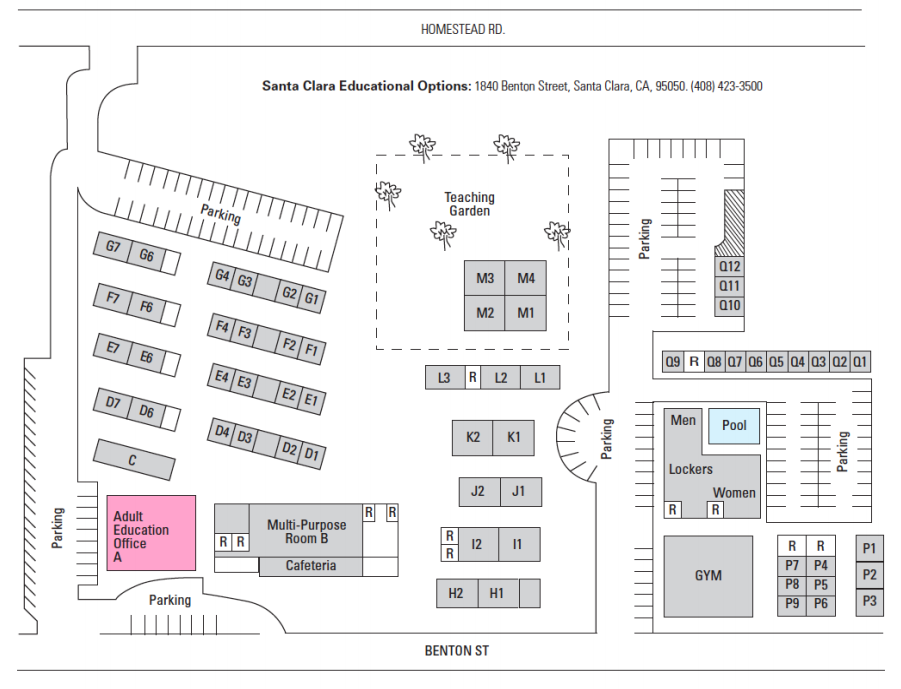 HOMESTEAD RD.
Santa Clara Educational Options: 1840 Benton Street, Santa Clara, CA, 95050. (408) 423-3500
Parking
Teaching
Garden
Parking
G7 G6
G4 G3 G2 G1
M3 M4
M2 M1
Q12
Q11
Q10
F7 F6
F4 F3 F2 F1
E7 E6
E4 E3 E2 E1
L3 R L2 L1
Q9 R Q8 Q7 Q6 Q5 Q4 Q3 Q2 Q1
D7 D6
D4 D3 D2 D1
C
K2 K1
Parking
Men
Pool
Lockers
Women
R R
Parking
J2 J1
Parking
Adult
Education
Office
A
R R
Multi-Purpose
Room B
R R
Cafeteria
R
R
I2 I1
GYM
R R
P7 P4
P8 P5
P9 P6
P1
P2
P3
Parking
H2 H1
BENTON ST